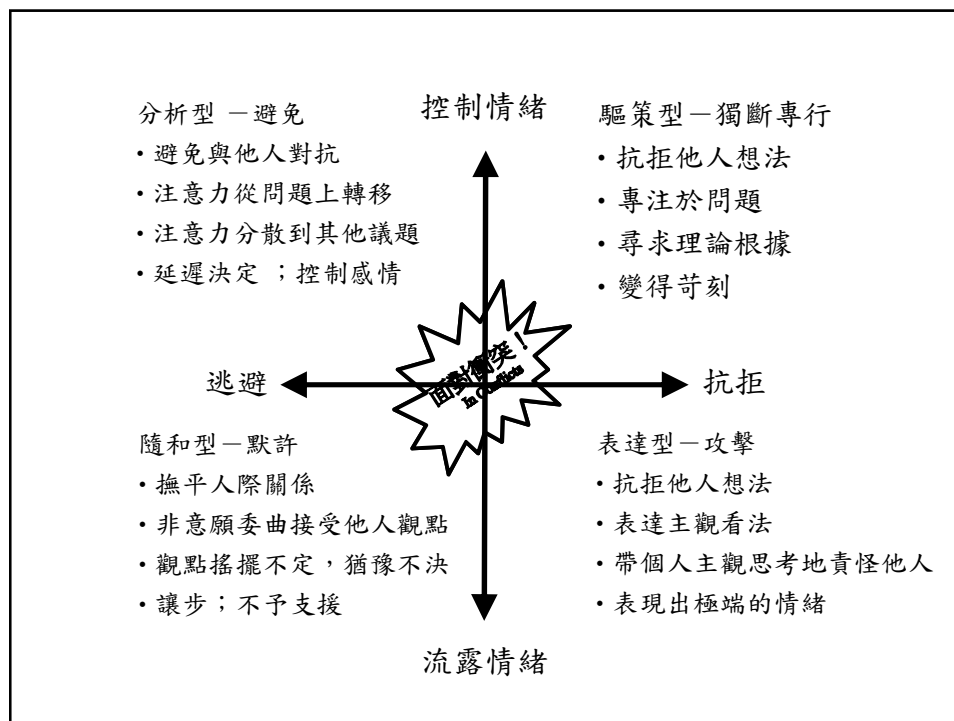 控制情緒
分析型 －避免
・避免與他人對抗
・注意力從問題上轉移
・注意力分散到其他議題
・延遲決定 ；控制感情
驅策型－獨斷專行
・抗拒他人想法
・專注於問題
・尋求理論根據
・變得苛刻
逃避
面對衝突！
In Conflicts
抗拒
隨和型－默許
・撫平人際關係
・非意願委曲接受他人觀點
・觀點搖擺不定，猶豫不決
・讓步；不予支援
表達型－攻擊
・抗拒他人想法
・表達主觀看法
・帶個人主觀思考地責怪他人
・表現出極端的情緒
流露情緒